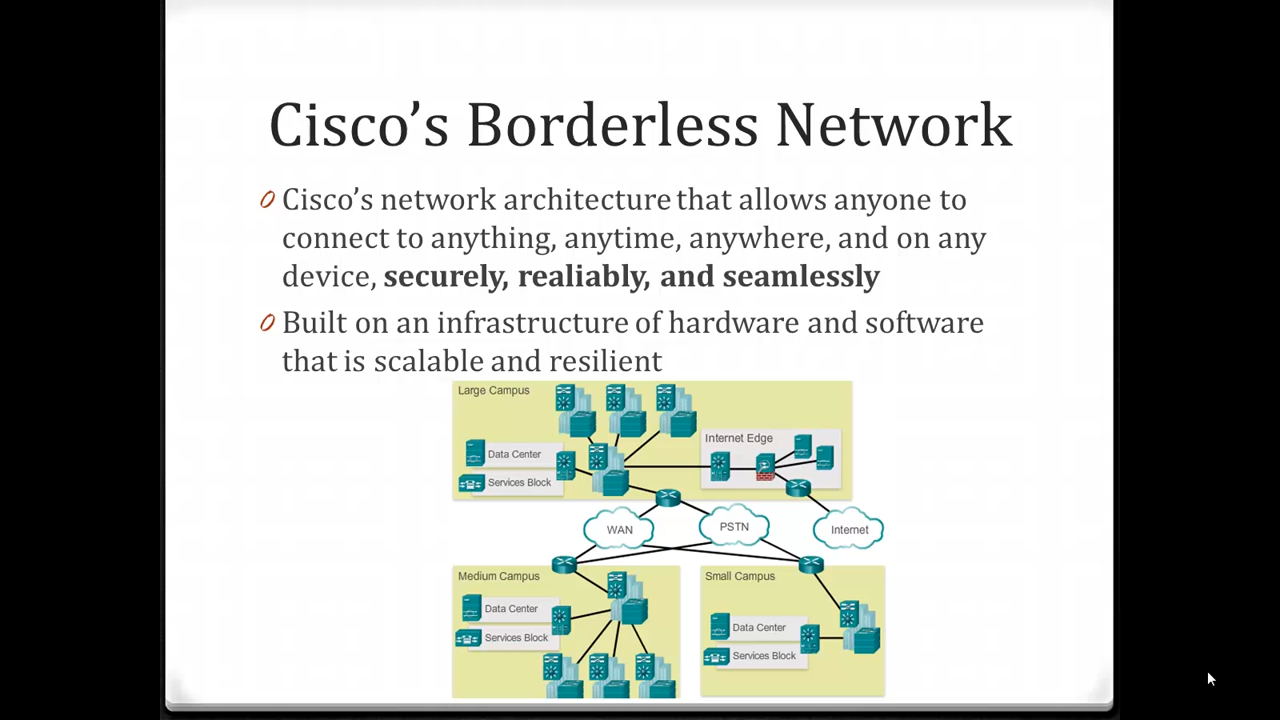 Cisco’s Borderless Network
Cisco’s network architecture that allows anyone to
connect to anything, anytime, anywhere, and on any
device, securely, realiably, and seamlessly
Built on an infrastructure of hardware and software
that is scalable and resilient
Large Campus
Data Center
Services Block
Internet Edge
WAN
PSTN
Internet
Medium Campus
Data Center
Services Block
Small Campus
Data Center
Services Block